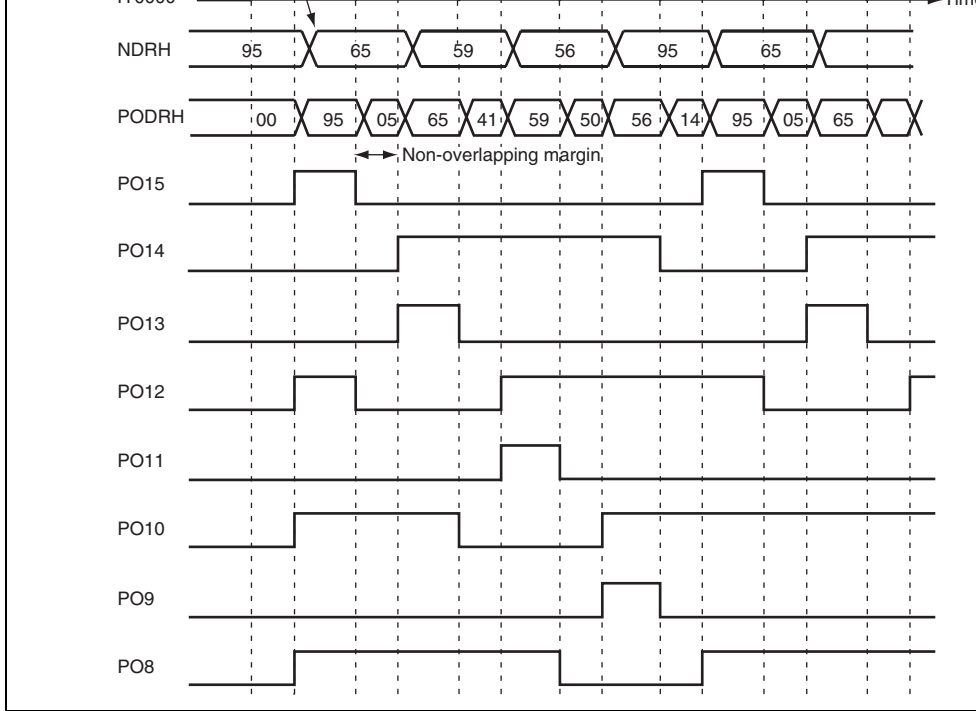 NDRH 95 65 59 56 95 65
PODRH 00 95 05 65 41 59 50 56 14 95 05 65
Non-overlapping margin
PO15
PO14
PO13
PO12
PO11
PO10
PO9
PO8